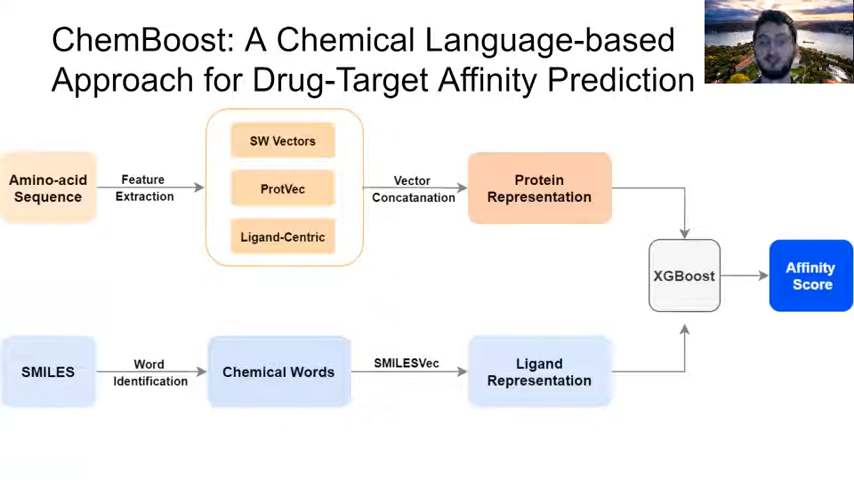 ChemBoost: A Chemical Language-based
Approach for Drug-Target Affinity Prediction
Amino-acid
Sequence
Feature
Extraction
SW Vectors
ProtVec
Ligand-Centric
Vector
Concatanation
Protein
Representation
XGBoost
Affinity
Score
SMILES
Word
Identification
Chemical Words
SMILESVec
Ligand
Representation